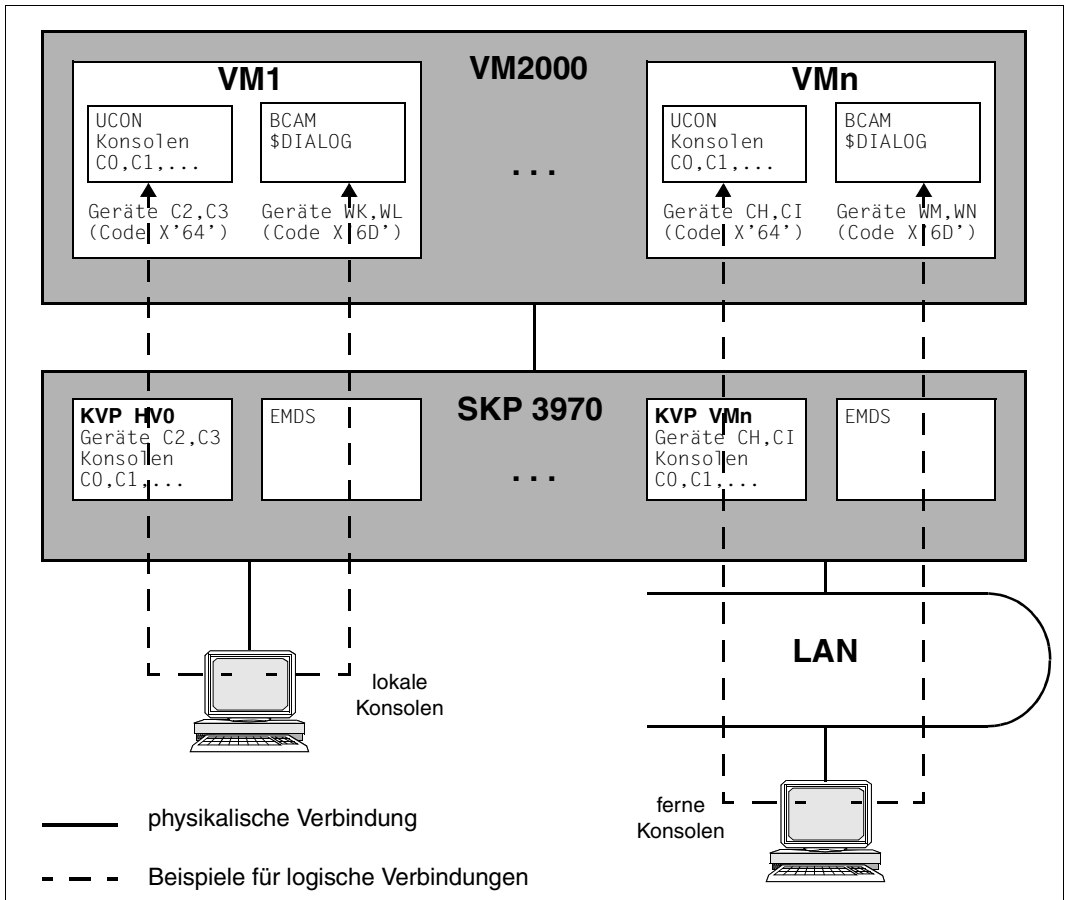 VM2000
VM1
UCON
Konsolen
C0,C1,...
BCAM
$DIALOG
Geräte C2,C3
(Code X'64')
Geräte WK,WL
(Code X'6D')
. . .
VMn
UCON
Konsolen
C0,C1,...
BCAM
$DIALOG
Geräte CH,CI
(Code X'64')
Geräte WM,WN
(Code X'6D')
SKP 3970
KVP HV0
Geräte C2,C3
Konsolen
C0,C1,...
EMDS
. . .
KVP VMn
Geräte CH,CI
Konsolen
C0,C1,...
EMDS
LAN
lokale
Konsolen
ferne
Konsolen
physikalische Verbindung
Beispiele für logische Verbindungen